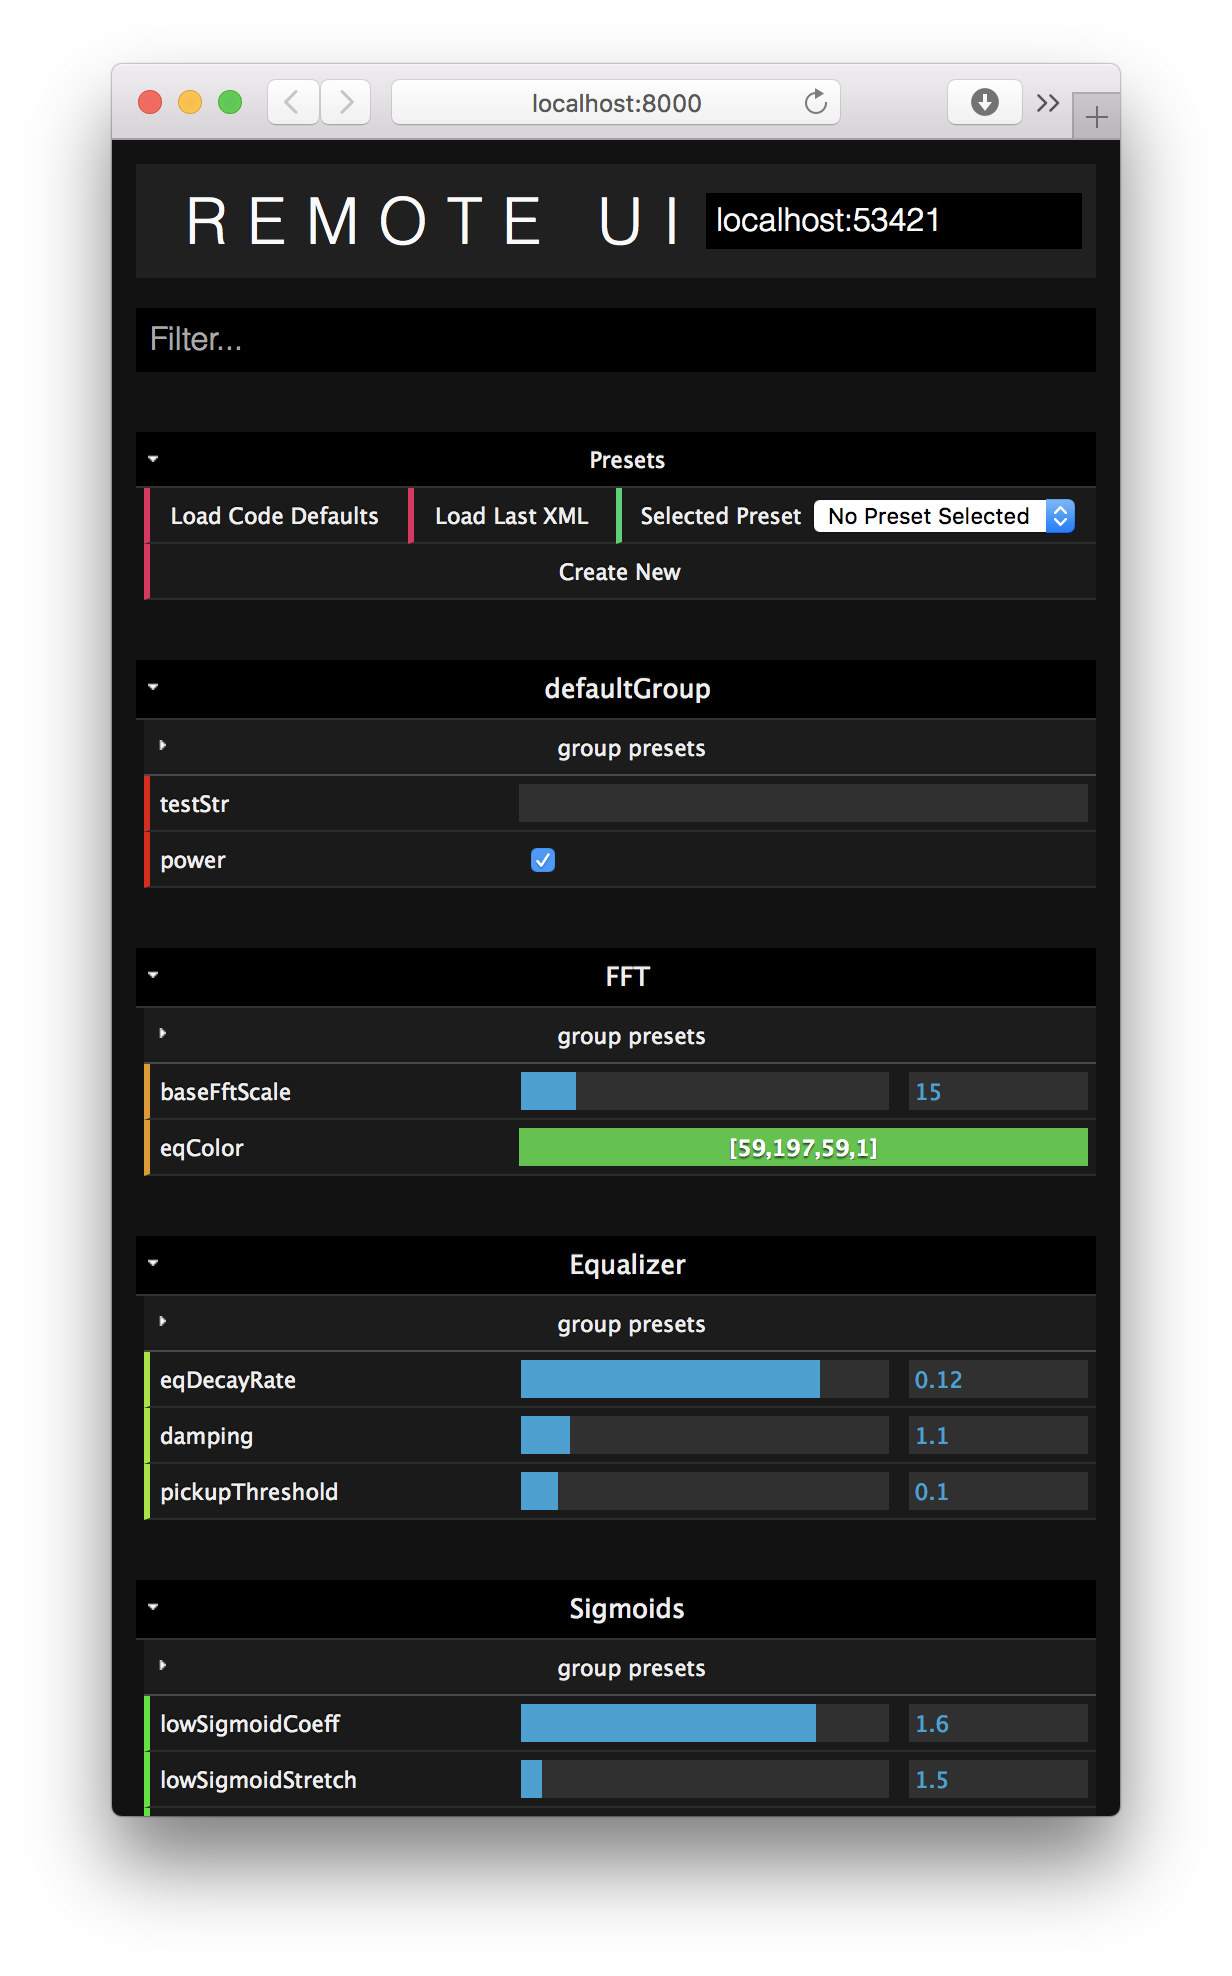 localhost:8000
REMOTE UI localhost:53421
Filter...
Presets
Load Code Defaults Load Last XML Selected Preset No Preset Selected
Create New
defaultGroup
group presets
testStr
power
FFT
group presets
baseFftScale 15
eqColor [59,197,59,1]
Equalizer
group presets
eqDecayRate 0.12
damping 1.1
pickupThreshold 0.1
Sigmoids
group presets
lowSigmoidCoeff 1.6
lowSigmoidStretch 1.5